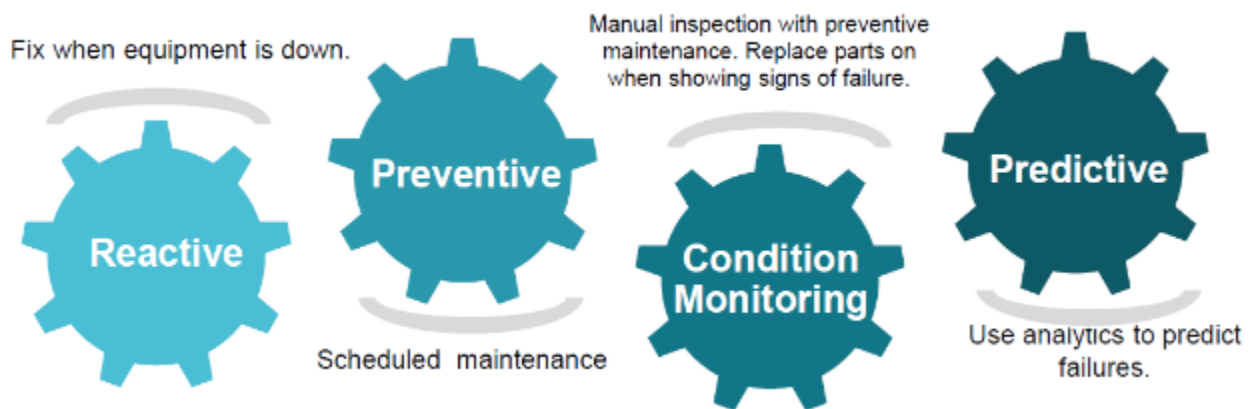 Fix when equipment is down.
Reactive
Preventive
Scheduled maintenance
Manual inspection with preventive
maintenance. Replace parts on
when showing signs of failure.
Condition
Monitoring
Predictive
Use analytics to predict
failures.